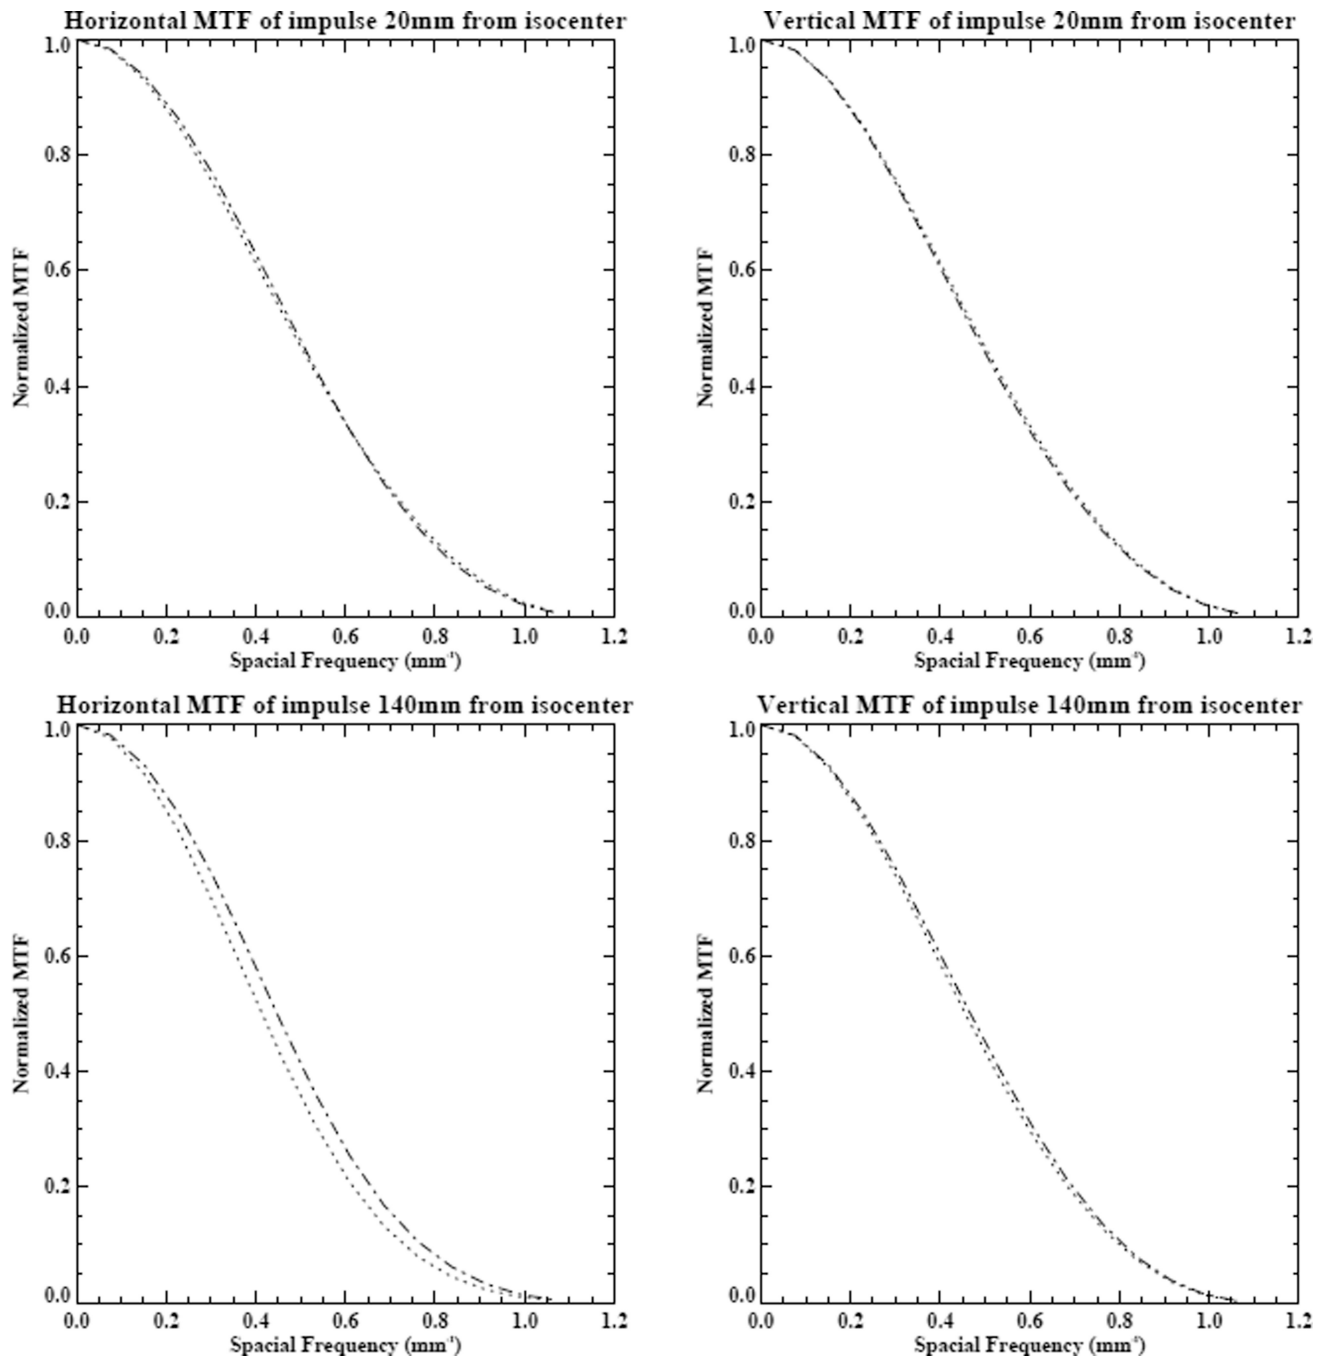 Horizontal MTF of impulse 20mm from isocenter
Normalized MTF
1.0
0.8
0.6
0.4
0.2
0.0
0.0 0.2 0.4 0.6 0.8 1.0 1.2
Spacial Frequency (mm⁻¹)
Vertical MTF of impulse 20mm from isocenter
Normalized MTF
1.0
0.8
0.6
0.4
0.2
0.0
0.0 0.2 0.4 0.6 0.8 1.0 1.2
Spacial Frequency (mm⁻¹)
Horizontal MTF of impulse 140mm from isocenter
Normalized MTF
1.0
0.8
0.6
0.4
0.2
0.0
0.0 0.2 0.4 0.6 0.8 1.0 1.2
Spacial Frequency (mm⁻¹)
Vertical MTF of impulse 140mm from isocenter
Normalized MTF
1.0
0.8
0.6
0.4
0.2
0.0
0.0 0.2 0.4 0.6 0.8 1.0 1.2
Spacial Frequency (mm⁻¹)